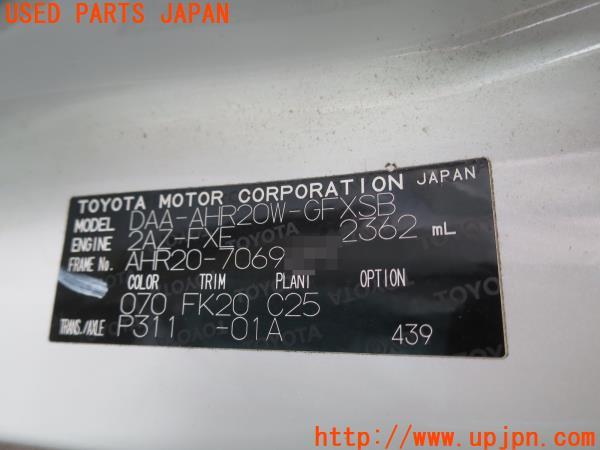 USED PARTS JAPAN
TOYOTA MOTOR CORPORATION JAPAN
MODEL DAA-AHR20W-GFXSB
ENGINE 2AZ-FXE 2362 mL
FRAME No. AHR20-7069
COLOR TRIM PLANT OPTION
070 FK20 C25
TRANS./AXLE P311 -01A 439
http://www.upjpn.com/